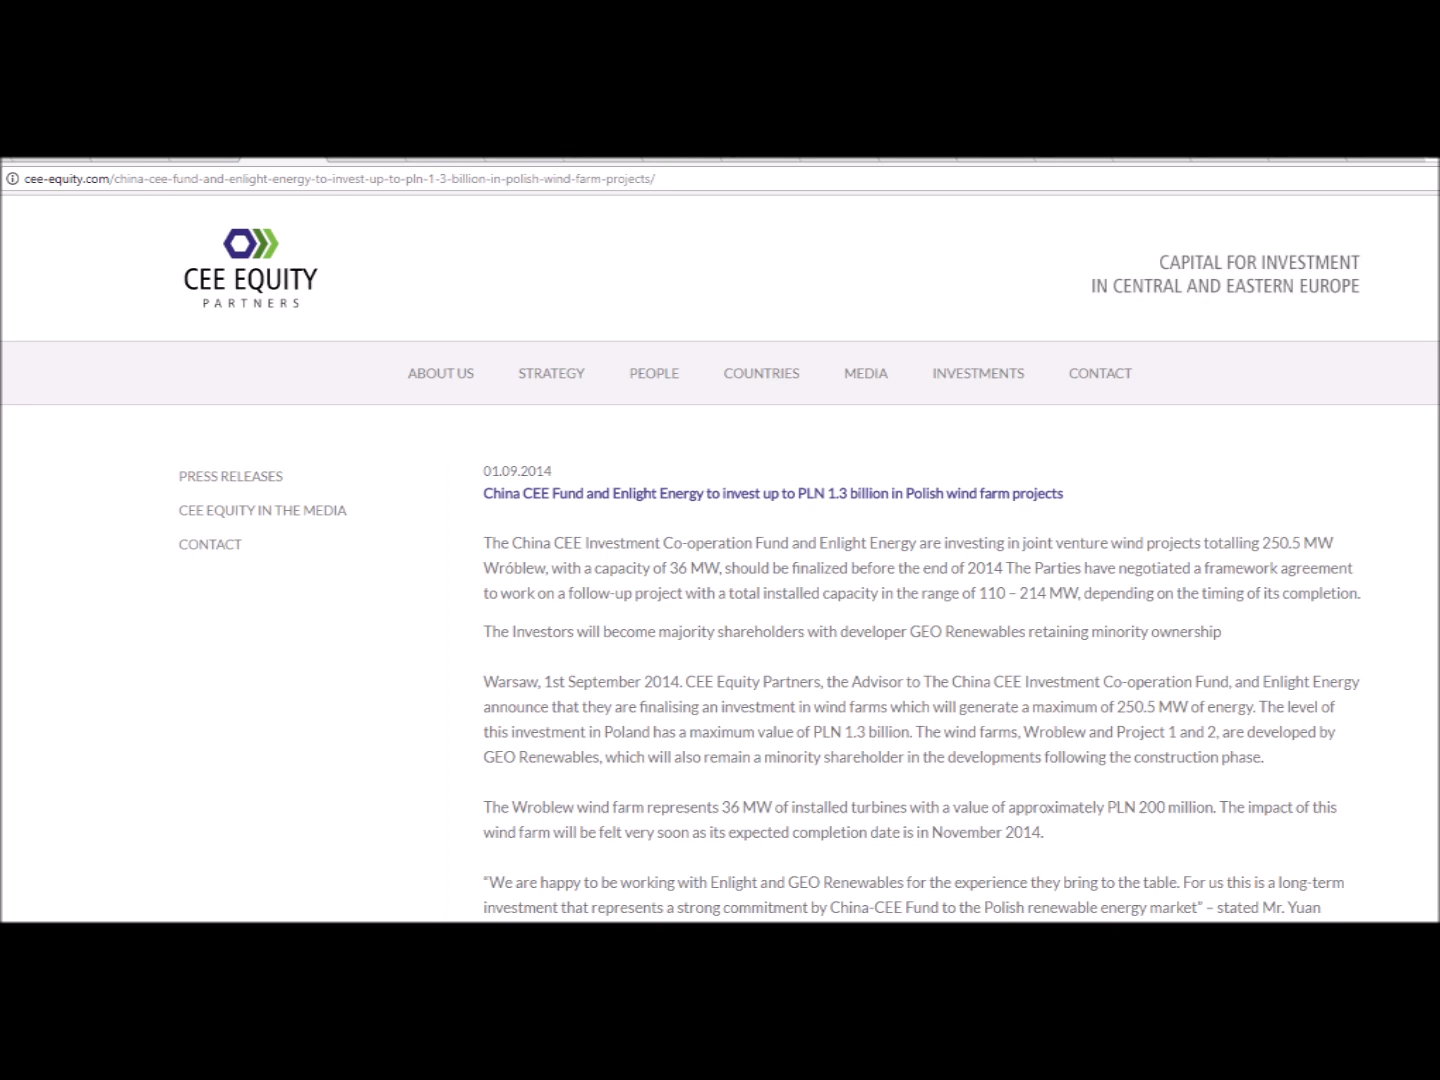 cee-equity.com/china-cee-fund-and-enlight-energy-to-invest-up-to-pln-1-3-billion-in-polish-wind-farm-projects/
CEE EQUITY
PARTNERS
CAPITAL FOR INVESTMENT
IN CENTRAL AND EASTERN EUROPE
ABOUT US STRATEGY PEOPLE COUNTRIES MEDIA INVESTMENTS CONTACT
PRESS RELEASES
CEE EQUITY IN THE MEDIA
CONTACT
01.09.2014
China CEE Fund and Enlight Energy to invest up to PLN 1.3 billion in Polish wind farm projects
The China CEE Investment Co-operation Fund and Enlight Energy are investing in joint venture wind projects totalling 250.5 MW
Wróblew, with a capacity of 36 MW, should be finalized before the end of 2014 The Parties have negotiated a framework agreement
to work on a follow-up project with a total installed capacity in the range of 110 – 214 MW, depending on the timing of its completion.
The Investors will become majority shareholders with developer GEO Renewables retaining minority ownership
Warsaw, 1st September 2014. CEE Equity Partners, the Advisor to The China CEE Investment Co-operation Fund, and Enlight Energy
announce that they are finalising an investment in wind farms which will generate a maximum of 250.5 MW of energy. The level of
this investment in Poland has a maximum value of PLN 1.3 billion. The wind farms, Wroblew and Project 1 and 2, are developed by
GEO Renewables, which will also remain a minority shareholder in the developments following the construction phase.
The Wroblew wind farm represents 36 MW of installed turbines with a value of approximately PLN 200 million. The impact of this
wind farm will be felt very soon as its expected completion date is in November 2014.
“We are happy to be working with Enlight and GEO Renewables for the experience they bring to the table. For us this is a long-term
investment that represents a strong commitment by China-CEE Fund to the Polish renewable energy market” – stated Mr. Yuan